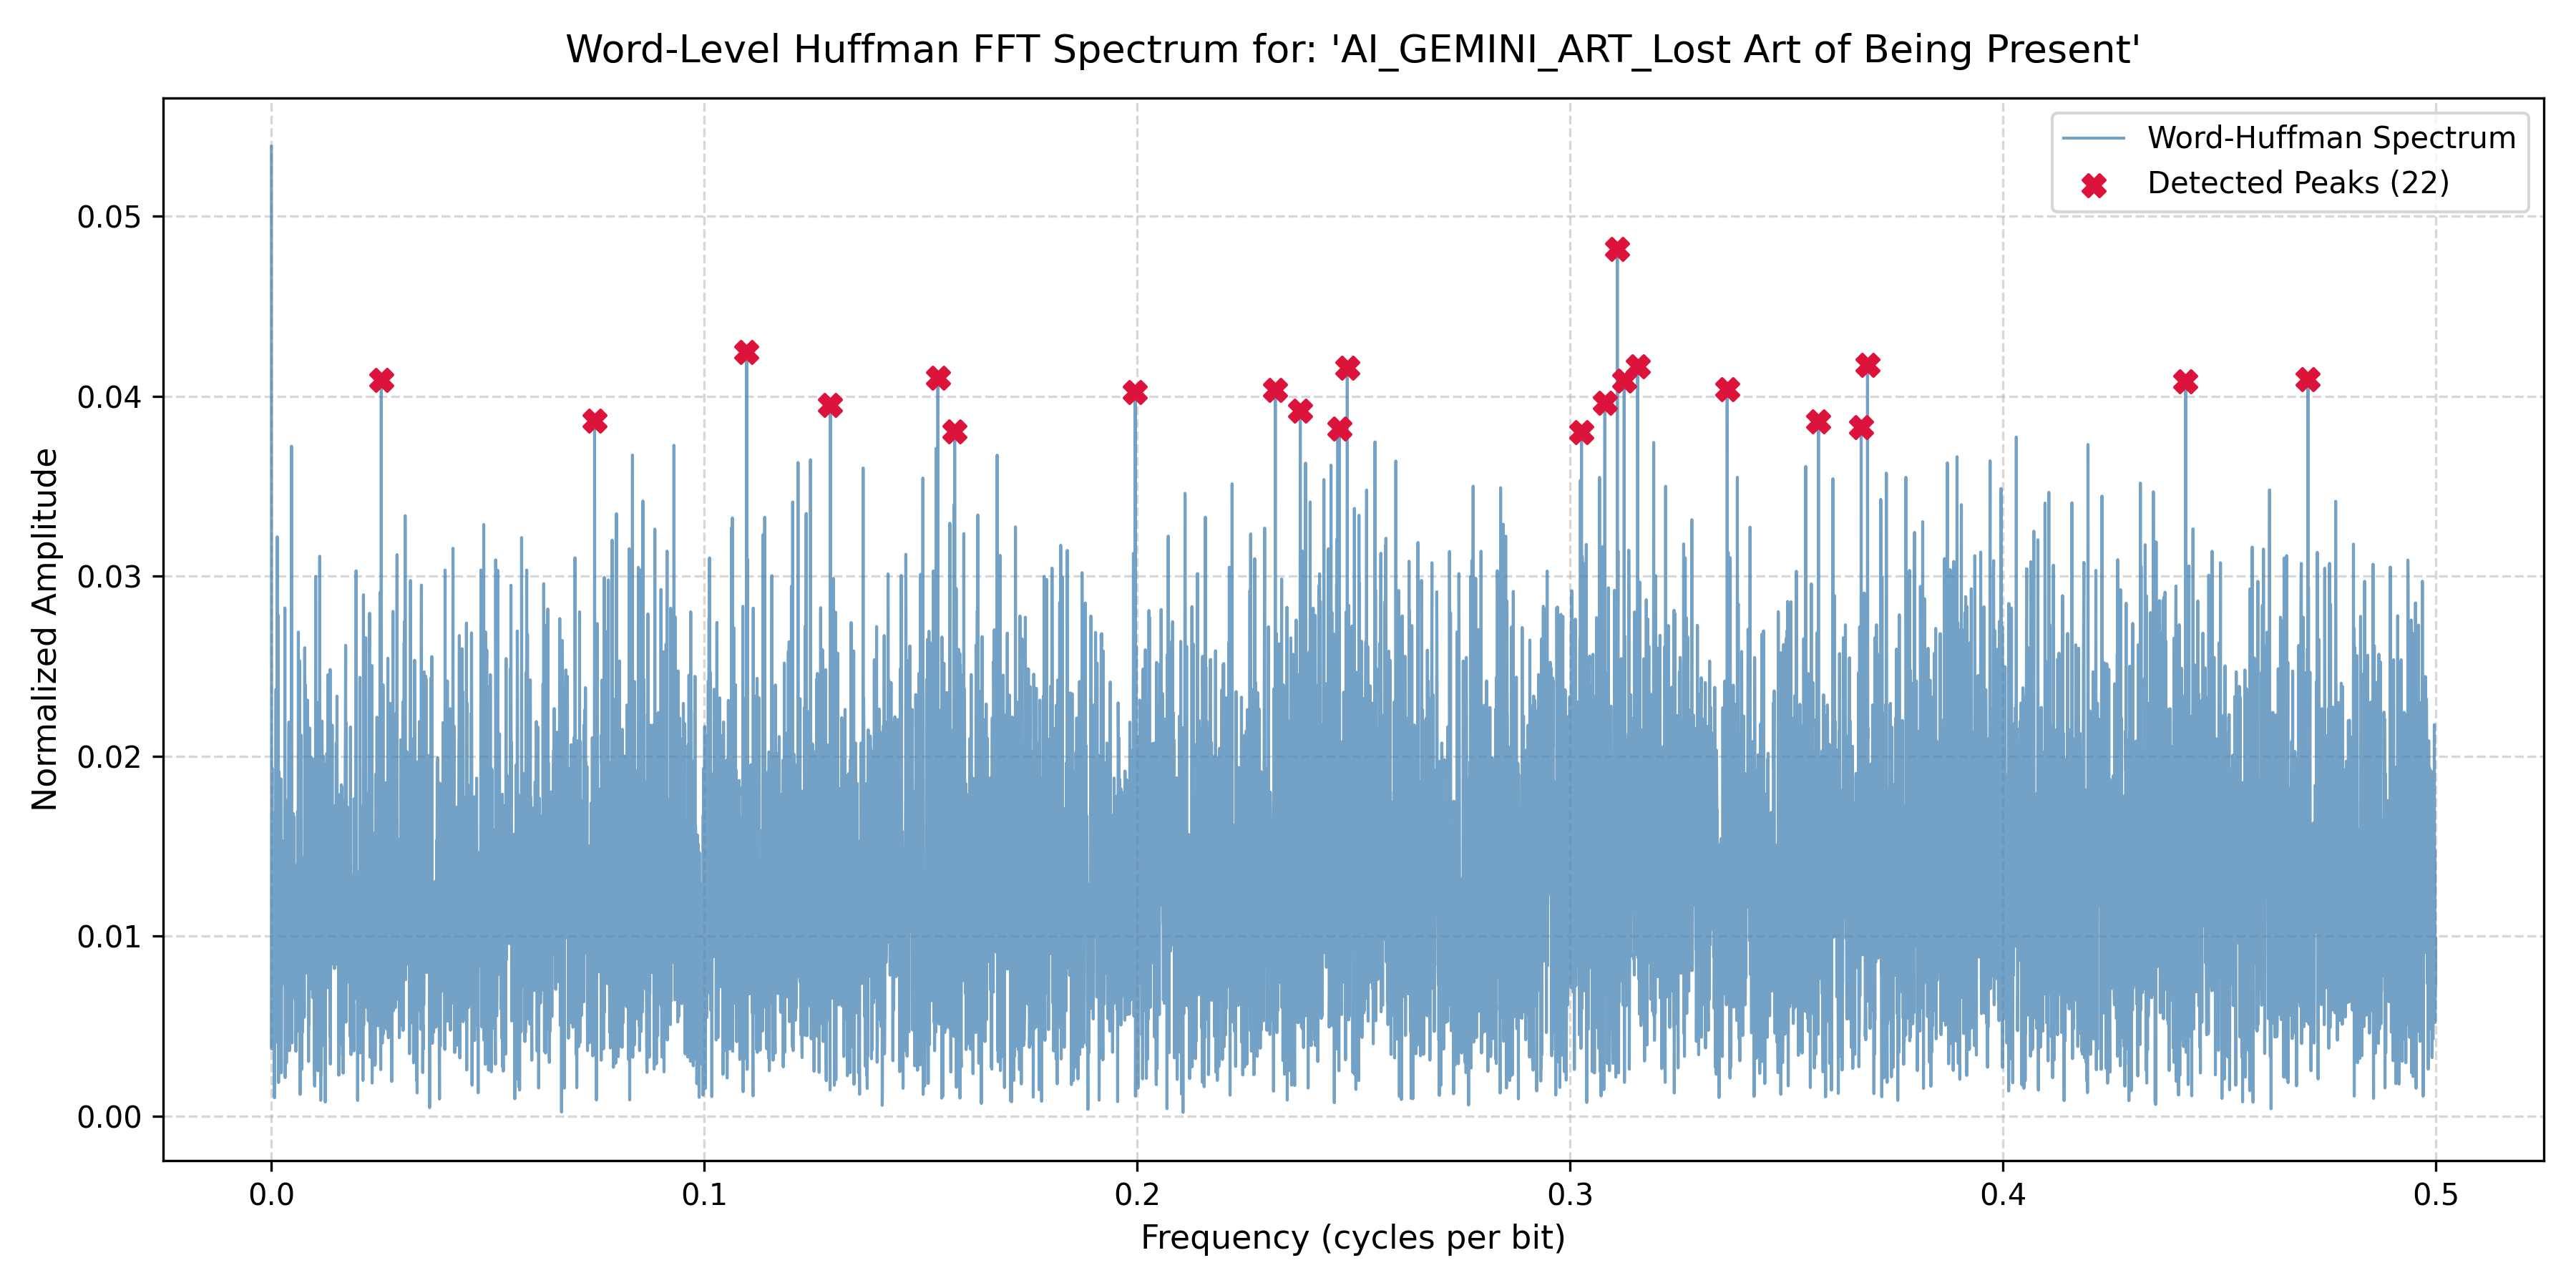 Word-Level Huffman FFT Spectrum for: 'AI_GEMINI_ART_Lost Art of Being Present'
Word-Huffman Spectrum
Detected Peaks (22)
Normalized Amplitude
0.05
0.04
0.03
0.02
0.01
0.00
0.0 0.1 0.2 0.3 0.4 0.5
Frequency (cycles per bit)